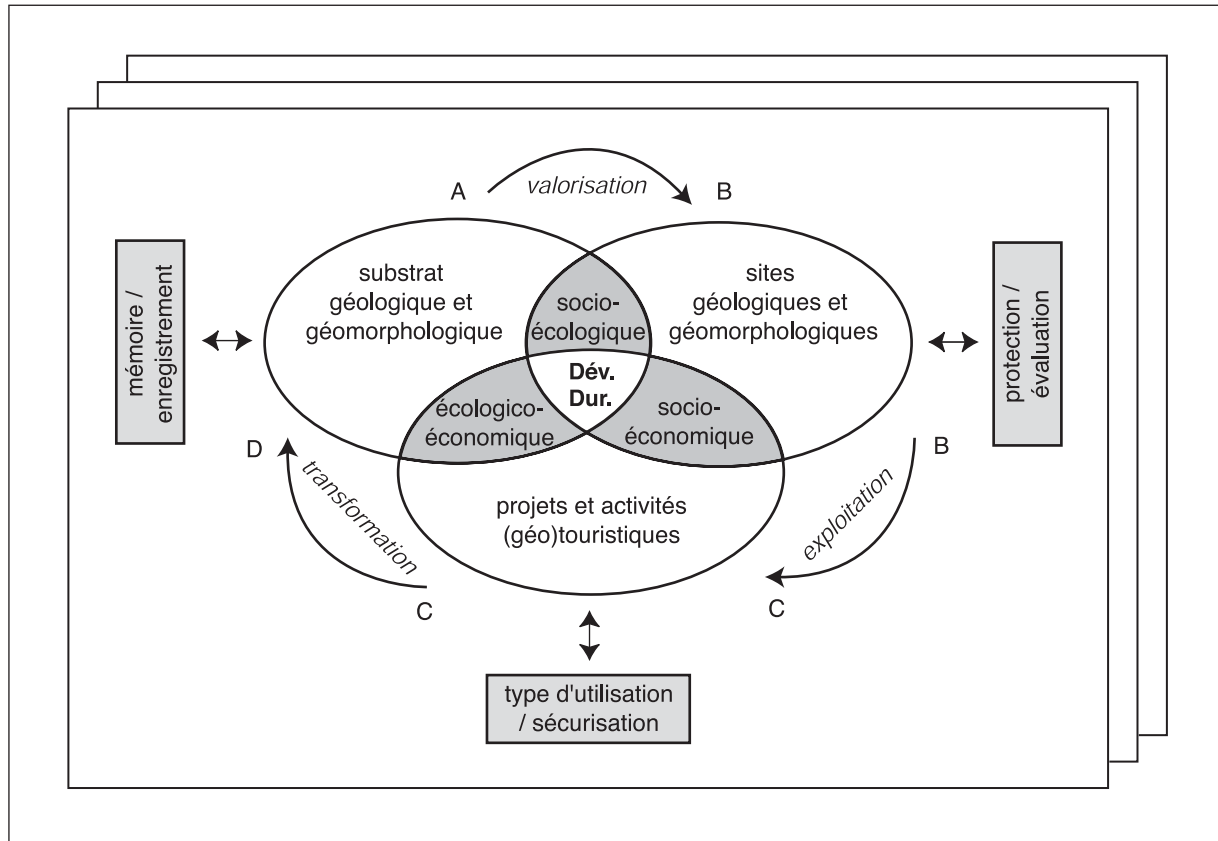 A
valorisation
B
mémoire /
enregistrement
substrat
géologique et
géomorphologique
socio-
écologique
sites
géologiques et
géomorphologiques
protection /
évaluation
Dév.
Dur.
écologico-
économique
socio-
économique
D
transformation
B
exploitation
projets et activités
(géo)touristiques
C
C
type d'utilisation
/ sécurisation